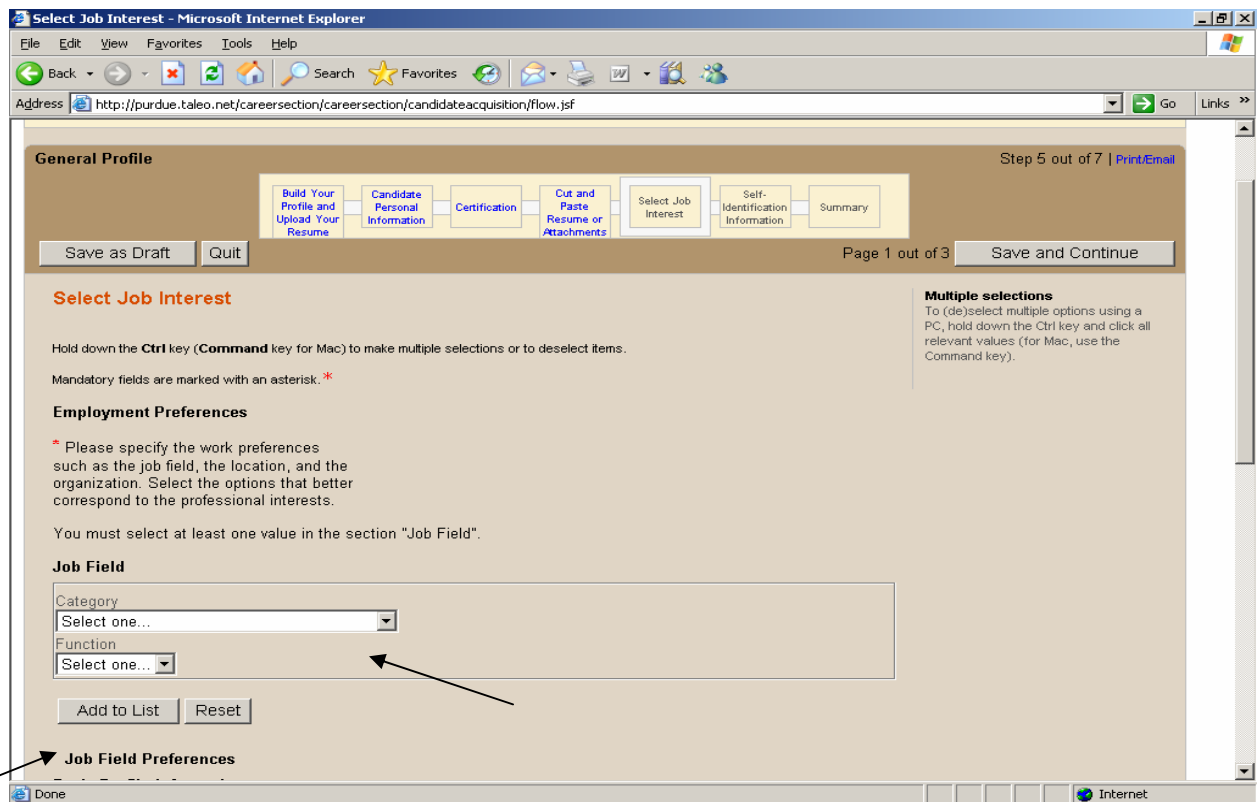 Select Job Interest - Microsoft Internet Explorer
File Edit View Favorites Tools Help
Back Search Favorites
Address http://purdue.taleo.net/careersection/careersection/candidateacquisition/flow.jsf Go Links »
General Profile Step 5 out of 7 | Print/Email
Build Your
Profile and
Upload Your
Resume
Candidate
Personal
Information
Certification
Cut and
Paste
Resume or
Attachments
Select Job
Interest
Self-
Identification
Information
Summary
Save as Draft Quit Page 1 out of 3 Save and Continue
Select Job Interest
Multiple selections
To (de)select multiple options using a
PC, hold down the Ctrl key and click all
relevant values (for Mac, use the
Command key).
Hold down the Ctrl key (Command key for Mac) to make multiple selections or to deselect items.
Mandatory fields are marked with an asterisk. *
Employment Preferences
* Please specify the work preferences
such as the job field, the location, and the
organization. Select the options that better
correspond to the professional interests.
You must select at least one value in the section "Job Field".
Job Field
Category
Select one...
Function
Select one...
Add to List Reset
Job Field Preferences
Done Internet